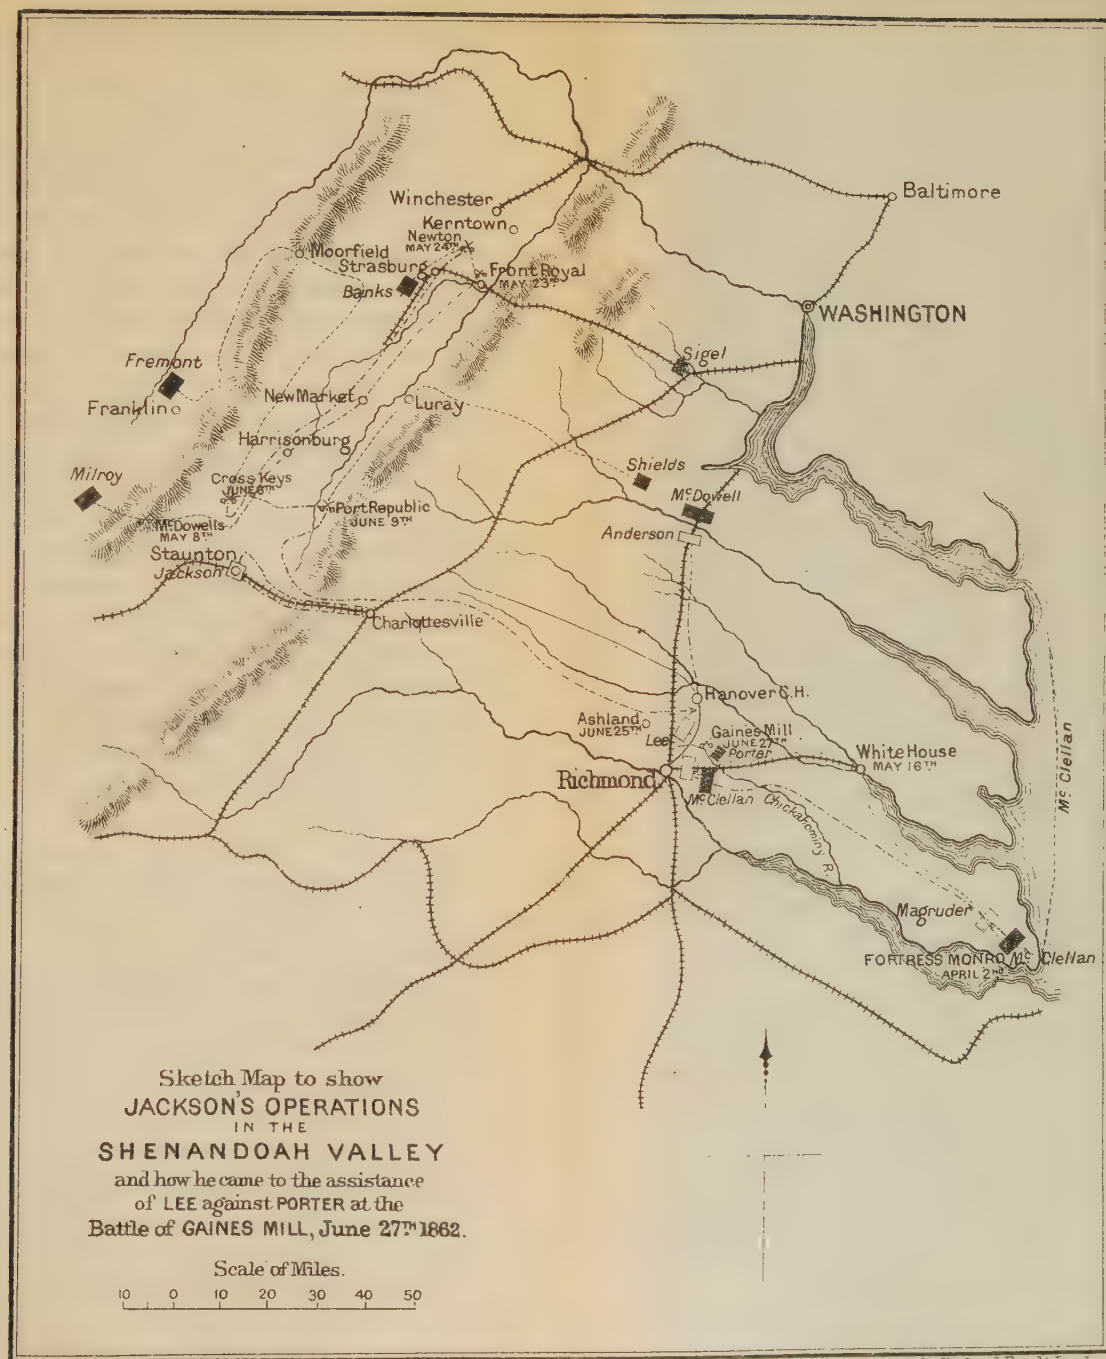 Baltimore
Winchester
Kerntown
Newton
MAY 24TH
Moorfield
Strasburg
Banks
Front Royal
MAY 23RD
WASHINGTON
Sigel
Fremont
Franklin
New Market
Luray
Harrisonburg
Shields
Milroy
Cross Keys
JUNE 8TH
McDowell
Port Republic
JUNE 9TH
McDowells
MAY 8TH
Anderson
Staunton
Jackson
Charlottesville
Hanover C.H.
Ashland
JUNE 25TH
Lee
Gaines Mill
JUNE 27TH
Porter
White House
MAY 16TH
Richmond
McClellan
Chickahominy R.
McClellan
Magruder
FORTRESS MONRO
McClellan
APRIL 2ND
Sketch Map to show
JACKSON'S OPERATIONS
IN THE
SHENANDOAH VALLEY
and how he came to the assistance
of LEE against PORTER at the
Battle of GAINES MILL, June 27TH 1862.
Scale of Miles.
10 0 10 20 30 40 50